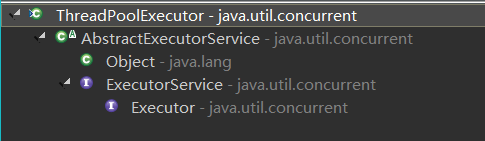 ThreadPoolExecutor - java.util.concurrent
A
AbstractExecutorService - java.util.concurrent
C Object - java.lang
I ExecutorService - java.util.concurrent
I Executor - java.util.concurrent